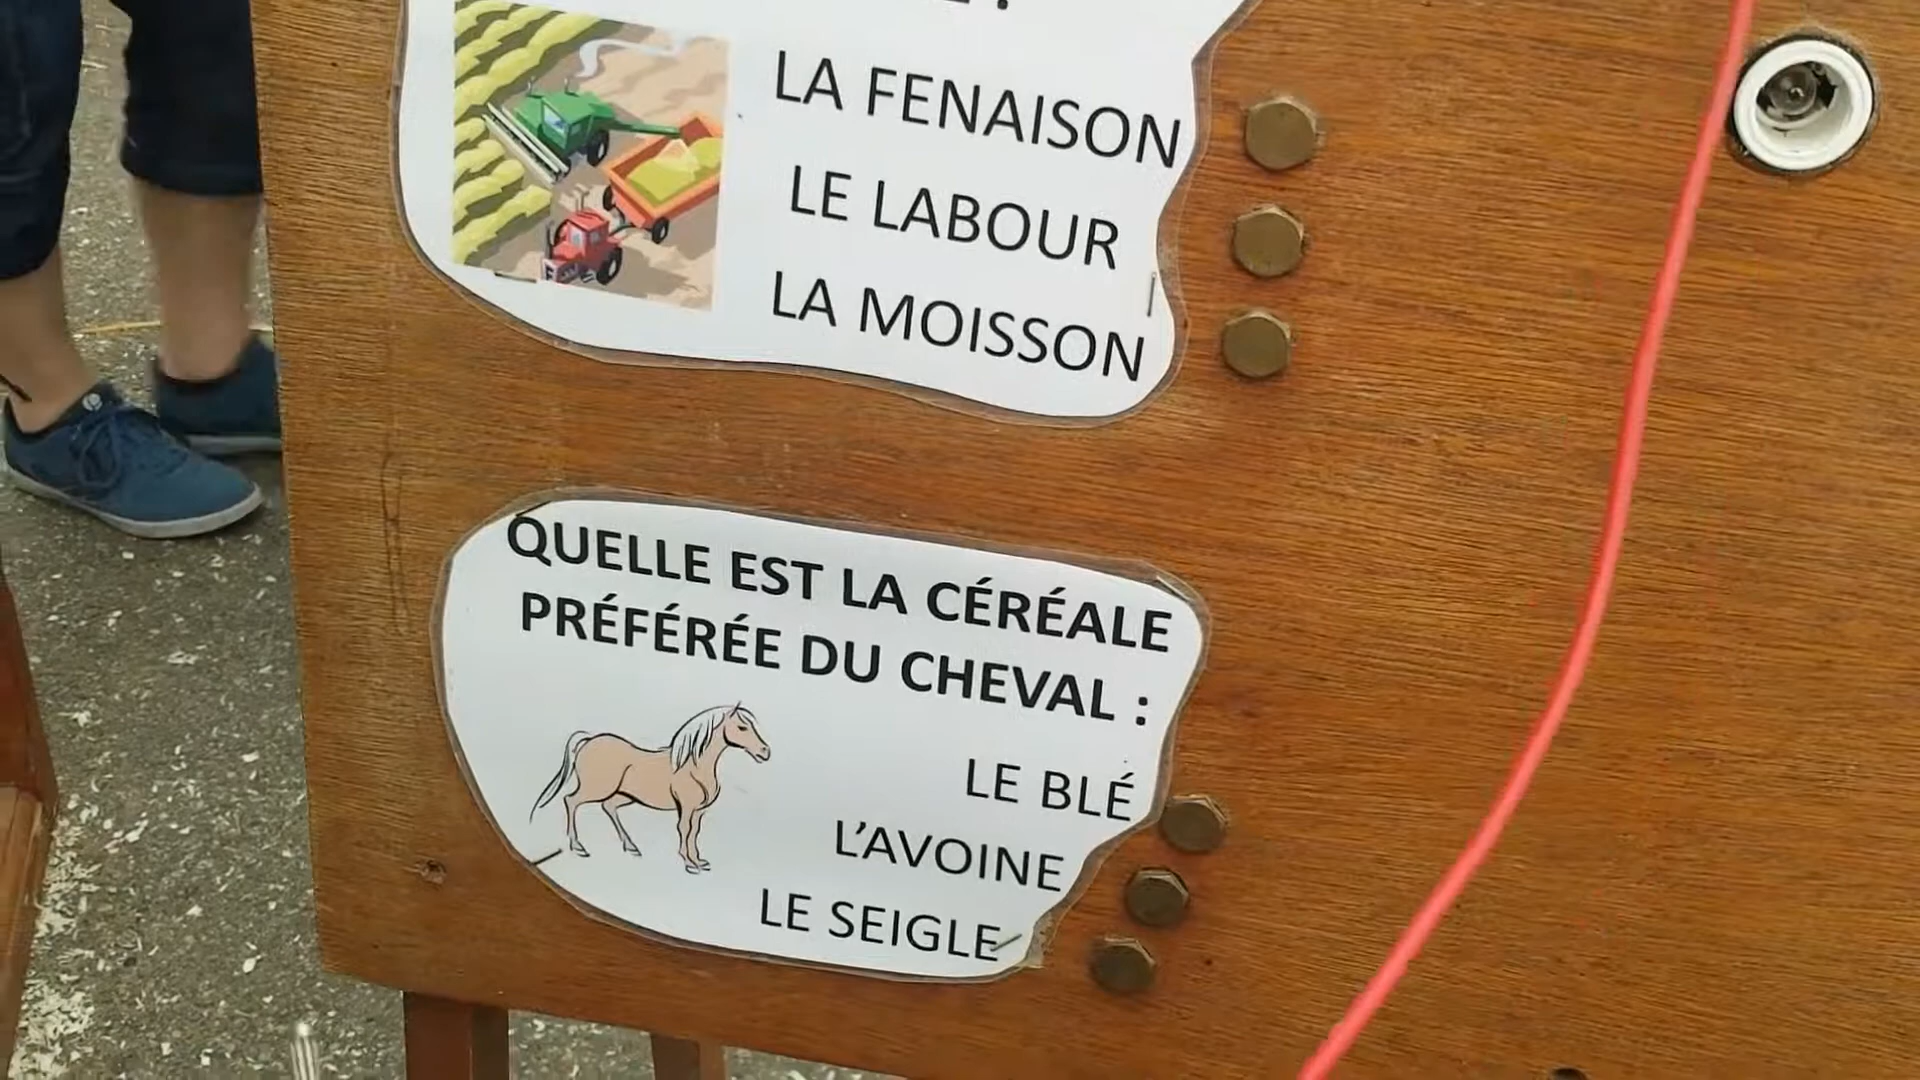 LA FENAISON
LE LABOUR
LA MOISSON
QUELLE EST LA CÉRÉALE
PRÉFÉRÉE DU CHEVAL :
LE BLÉ
L'AVOINE
LE SEIGLE